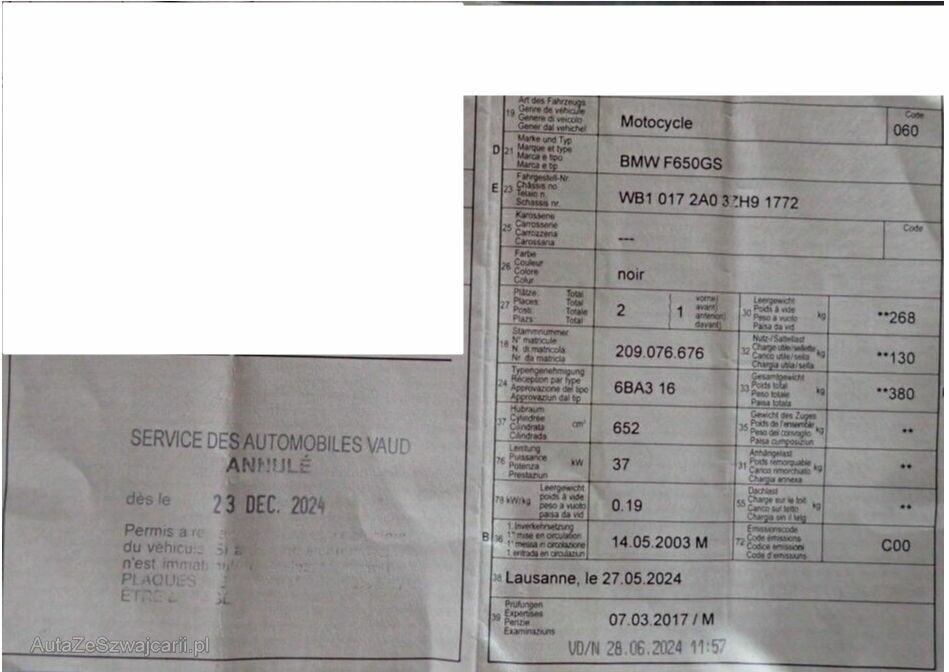 SERVICE DES AUTOMOBILES VAUD
ANNULÉ
dès le 23 DEC. 2024
Permis à
du véhicule
n'est
PLAQUES
ÊTRE
AutaZeSzwajcarii.pl
19 Art des Fahrzeugs
Genre de véhicule
Genere di veicolo
Gener dal vehichel
Motocycle
Code
060
D 21 Marke und Typ
Marque et type
Marca e tipo
Marca e tip
BMW F650GS
E 23 Fahrgestell-Nr.
Châssis no.
Telaio n.
Schassis nr.
WB1 017 2A0 3ZH9 1772
25 Karosserie
Carrosserie
Carrozzeria
Carossaria
---
Code
26 Farbe
Couleur
Colore
Colur
noir
27 Plätze: Total
Places: Total
Posti: Totale
Plazs: Total
2
1
vorne)
avant)
anteriori)
davant)
30 Leergewicht
Poids à vide
Peso a vuoto
Paisa da vid
kg
**268
18 Stammnummer
N° matricule
N. di matricola
Nr. da matricla
209.076.676
32 Nutz-/Sattellast
Charge utile/sellette
Carico utile/sella
Chargia utila/sella
kg
**130
24 Typengenehmigung
Réception par type
Approvazione del tipo
Approvaziun dal tip
6BA3 16
33 Gesamtgewicht
Poids total
Peso totale
Paisa totala
kg
**380
37 Hubraum
Cylindrée
Cilindrata
Cilindrada
cm³
652
35 Gewicht des Zuges
Poids de l'ensemble
Peso del convoglio
Paisa cumposiziun
kg
**
76 Leistung
Puissance
Potenza
Prestaziun
kW
37
31 Anhängelast
Poids remorquable
Carico rimorchiato
Chargia annexa
kg
**
78 kW/kg
Leergewicht
poids à vide
peso a vuoto
paisa da vid
0.19
55 Dachlast
Charge sur le toit
Carico sul tetto
Chargia sin il tetg
kg
**
B 36 1. Inverkehrsetzung
1re mise en circulation
1a messa in circolazione
1. entrada en circulaziun
14.05.2003 M
72 Emissionscode
Code émissions
Codice emissioni
Code d'emissiuns
C00
38 Lausanne, le 27.05.2024
39 Prüfungen
Expertises
Perizie
Examinaziuns
07.03.2017 / M
VD/N 28.06.2024 11:57